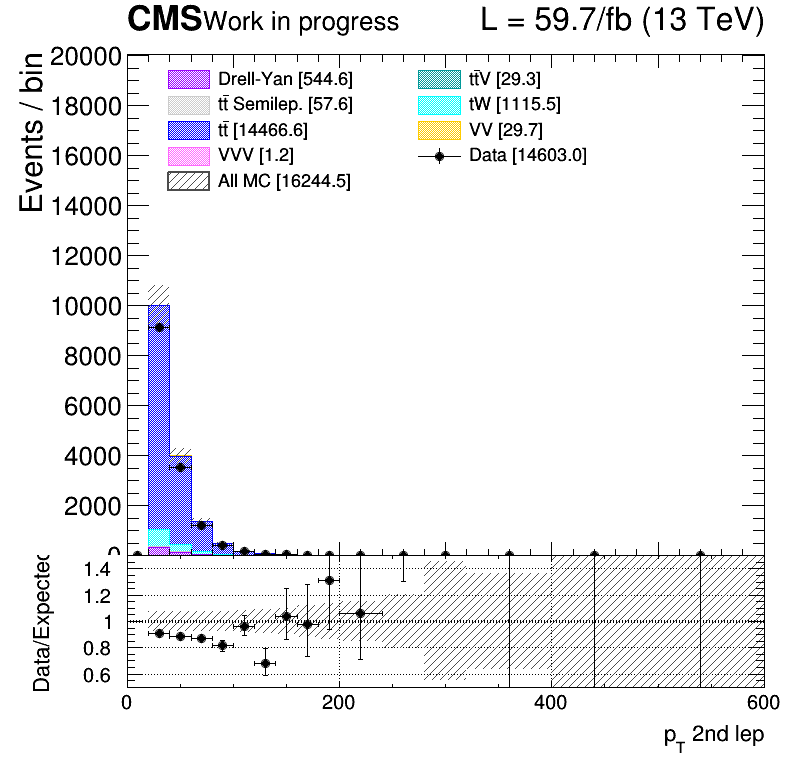 CMS Work in progress L = 59.7/fb (13 TeV)
Events / bin
20000
18000
16000
14000
12000
10000
8000
6000
4000
2000
0
Drell-Yan [544.6]
tt̄ Semilep. [57.6]
tt̄ [14466.6]
VVV [1.2]
All MC [16244.5]
tt̄V [29.3]
tW [1115.5]
VV [29.7]
Data [14603.0]
Data/Expected
1.4
1.2
1
0.8
0.6
0 200 400 600
p_T 2nd lep